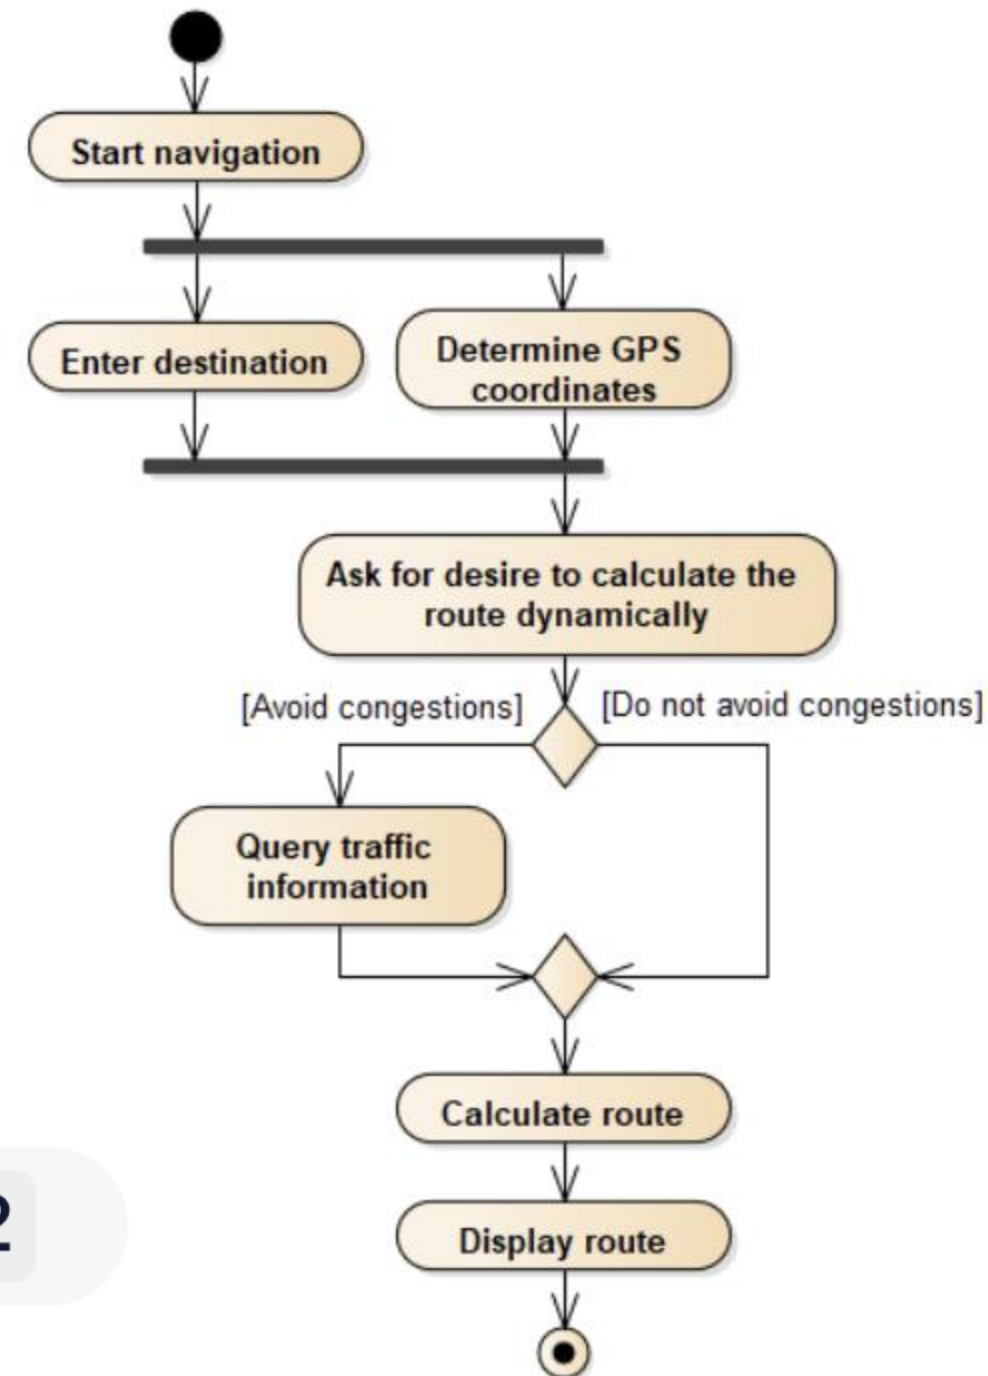 Start navigation
Enter destination
Determine GPS
coordinates
Ask for desire to calculate the
route dynamically
[Avoid congestions]
[Do not avoid congestions]
Query traffic
information
Calculate route
2
Display route